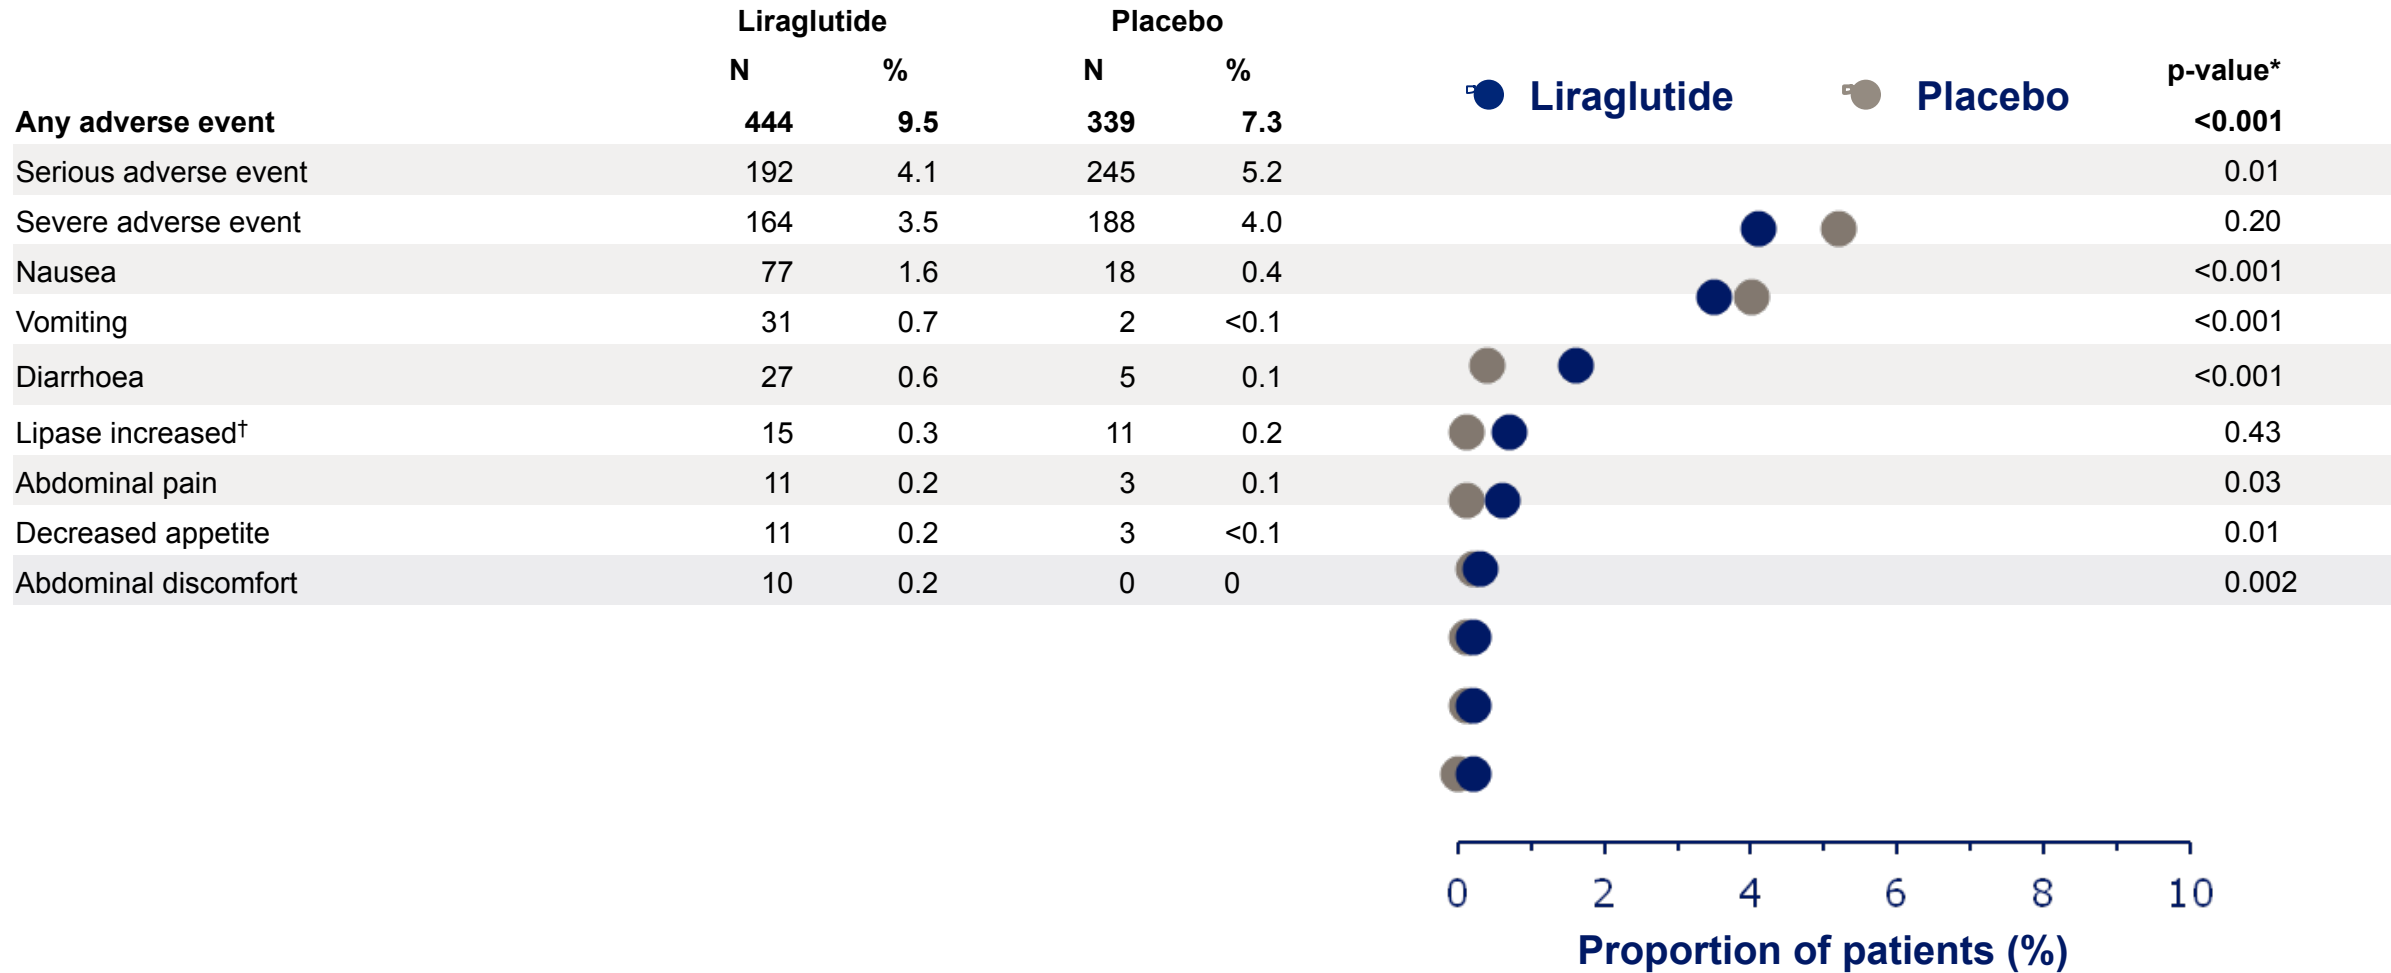 Liraglutide Placebo
N % N % p-value*
Liraglutide Placebo
Any adverse event 444 9.5 339 7.3 <0.001
Serious adverse event 192 4.1 245 5.2 0.01
Severe adverse event 164 3.5 188 4.0 0.20
Nausea 77 1.6 18 0.4 <0.001
Vomiting 31 0.7 2 <0.1 <0.001
Diarrhoea 27 0.6 5 0.1 <0.001
Lipase increased† 15 0.3 11 0.2 0.43
Abdominal pain 11 0.2 3 0.1 0.03
Decreased appetite 11 0.2 3 <0.1 0.01
Abdominal discomfort 10 0.2 0 0 0.002
0 2 4 6 8 10
Proportion of patients (%)